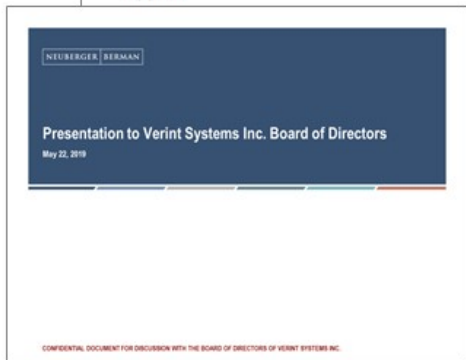 NEUBERGER BERMAN
Presentation to Verint Systems Inc. Board of Directors
May 22, 2019
CONFIDENTIAL DOCUMENT FOR DISCUSSION WITH THE BOARD OF DIRECTORS OF VERINT SYSTEMS INC.